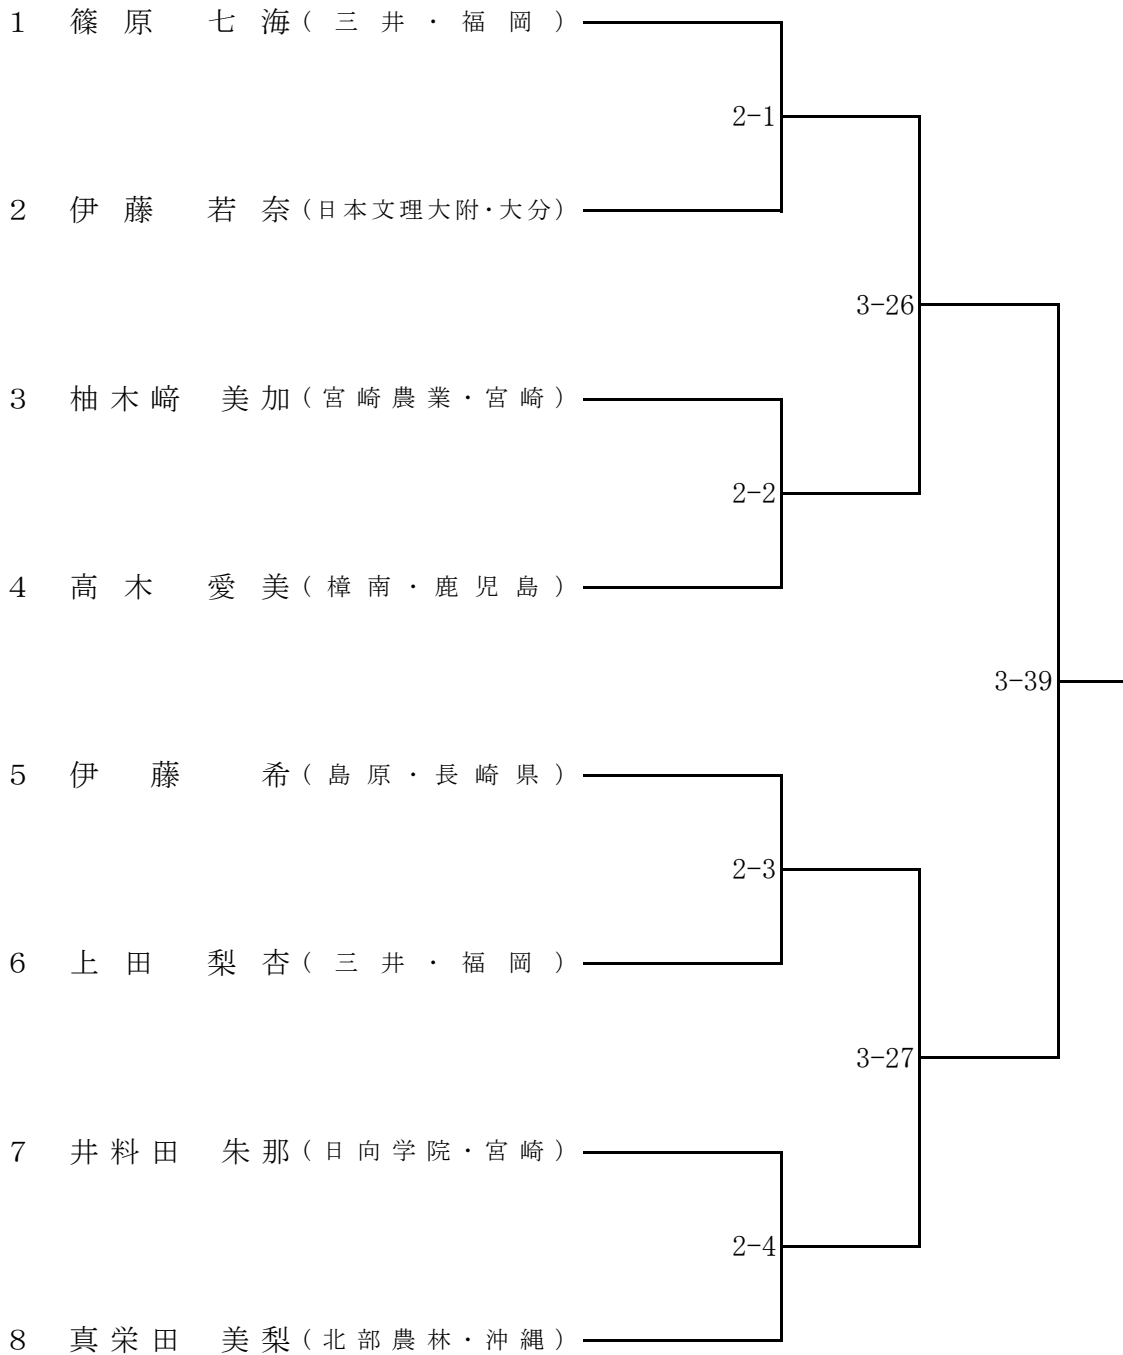 1 篠原 七海(三井・福岡)
2-1
2 伊藤 若奈(日本文理大附・大分)
3-26
3 柚木﨑 美加(宮崎農業・宮崎)
2-2
4 高木 愛美(樟南・鹿児島)
3-39
5 伊藤 希(島原・長崎県)
2-3
6 上田 梨杏(三井・福岡)
3-27
7 井料田 朱那(日向学院・宮崎)
2-4
8 真栄田 美梨(北部農林・沖縄)